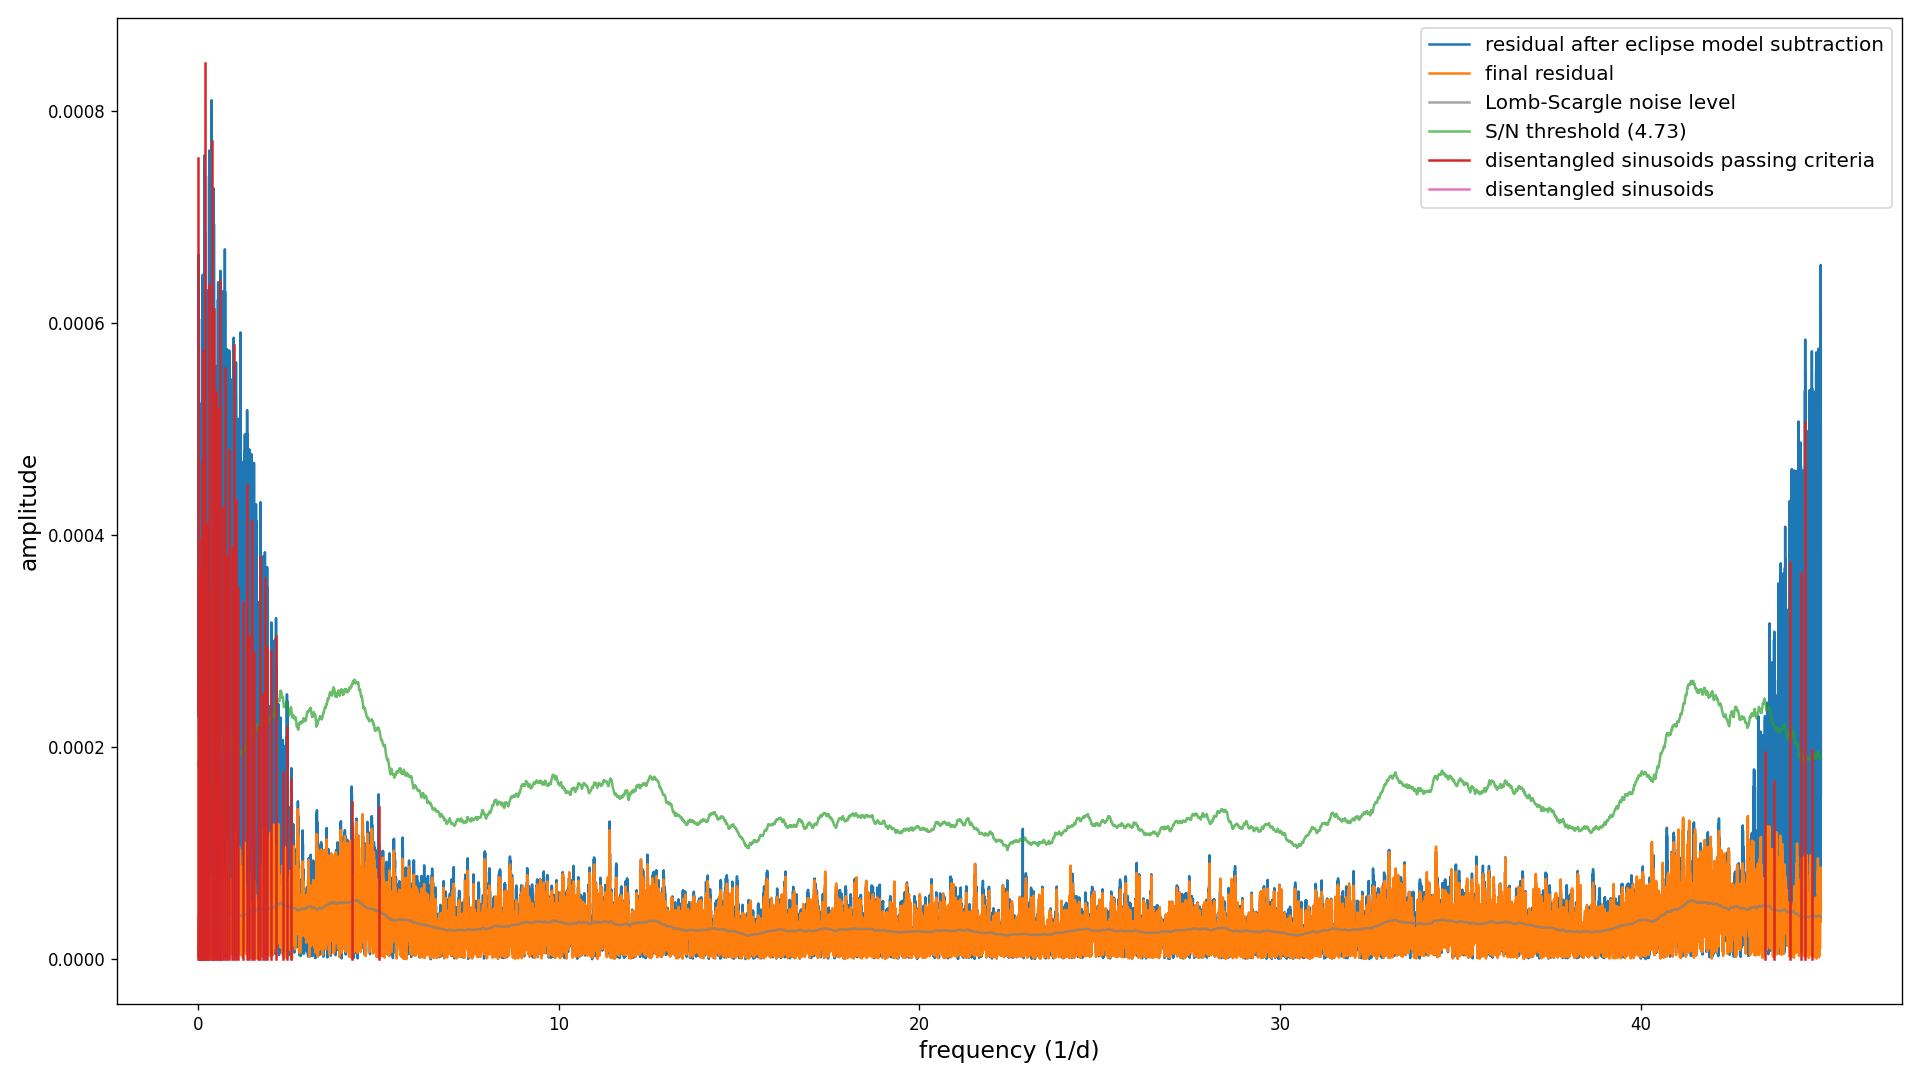 residual after eclipse model subtraction
final residual
Lomb-Scargle noise level
S/N threshold (4.73)
disentangled sinusoids passing criteria
disentangled sinusoids
amplitude
0.0008
0.0006
0.0004
0.0002
0.0000
0 10 20 30 40
frequency (1/d)